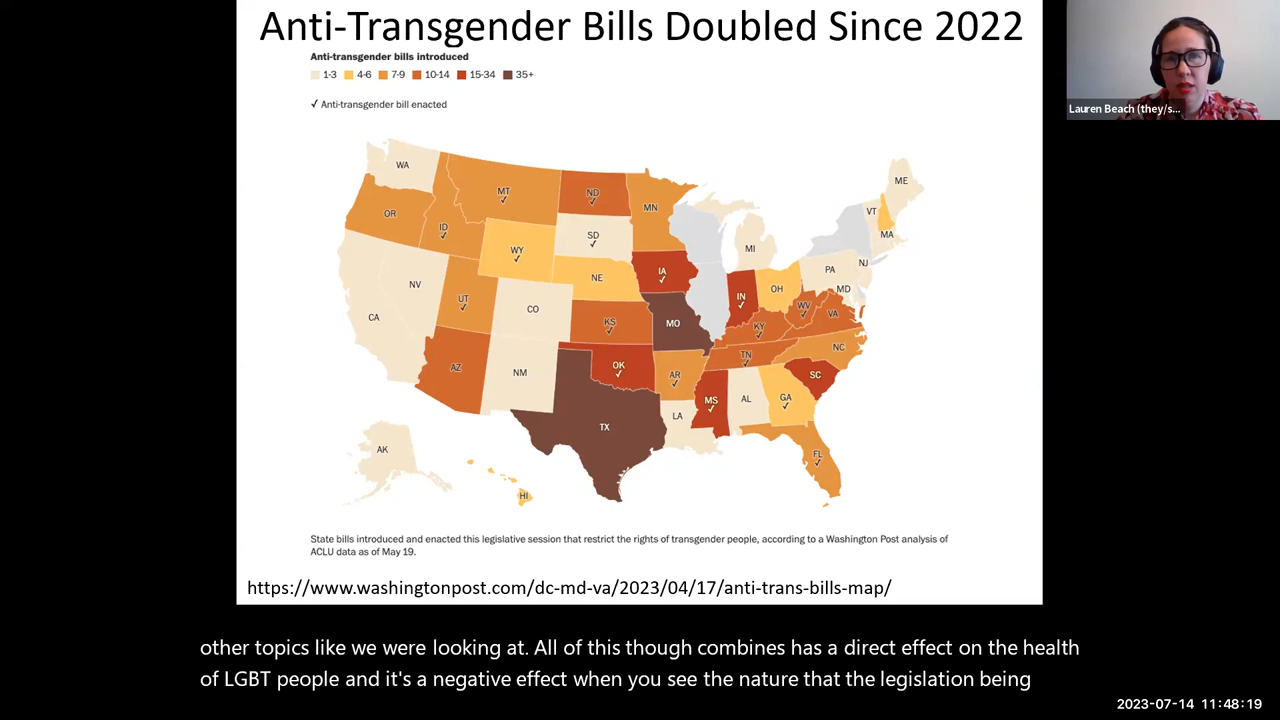 Anti-Transgender Bills Doubled Since 2022
Anti-transgender bills introduced
1-3 4-6 7-9 10-14 15-34 35+
✓ Anti-transgender bill enacted
Lauren Beach (they/s...
WA
ME
MT ✓
ND ✓
MN
VT
OR
ID ✓
SD ✓
MA
WY ✓
MI
NJ
IA ✓
PA
NE
NV
UT ✓
IN ✓
OH
MD
CO
WV ✓
VA
CA
KS ✓
MO
KY ✓
NC
AZ
OK ✓
TN ✓
NM
AR ✓
SC
MS ✓
AL
GA ✓
LA
TX
AK
FL ✓
HI
State bills introduced and enacted this legislative session that restrict the rights of transgender people, according to a Washington Post analysis of
ACLU data as of May 19.
https://www.washingtonpost.com/dc-md-va/2023/04/17/anti-trans-bills-map/
other topics like we were looking at. All of this though combines has a direct effect on the health
of LGBT people and it's a negative effect when you see the nature that the legislation being
2023-07-14 11:48:19